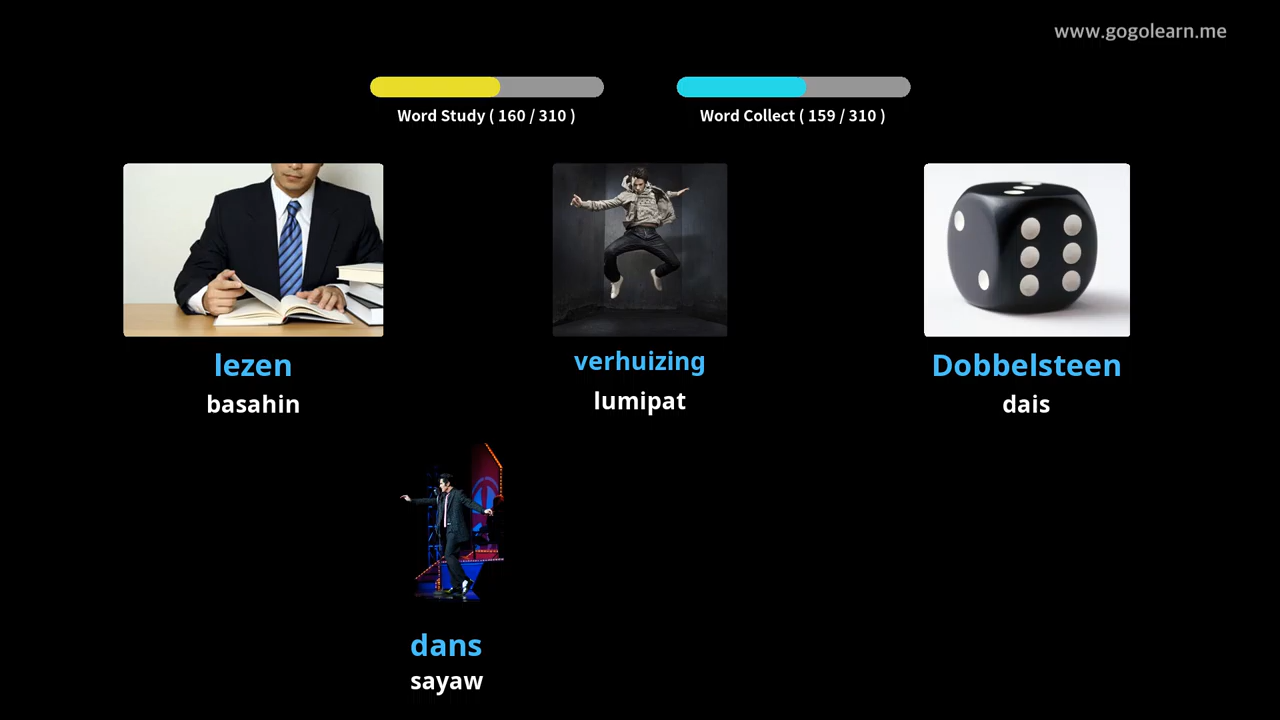 www.gogolearn.me
Word Study ( 160 / 310 )
Word Collect ( 159 / 310 )
lezen
basahin
verhuizing
lumipat
Dobbelsteen
dais
dans
sayaw